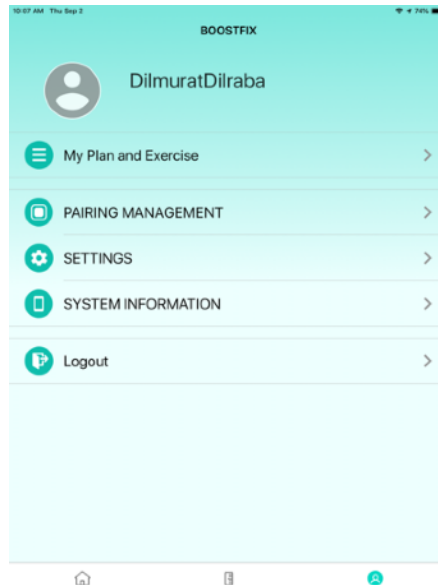 10:07 AM Thu Sep 2
74%
BOOSTFIX
DilmuratDilraba
My Plan and Exercise
PAIRING MANAGEMENT
SETTINGS
SYSTEM INFORMATION
Logout